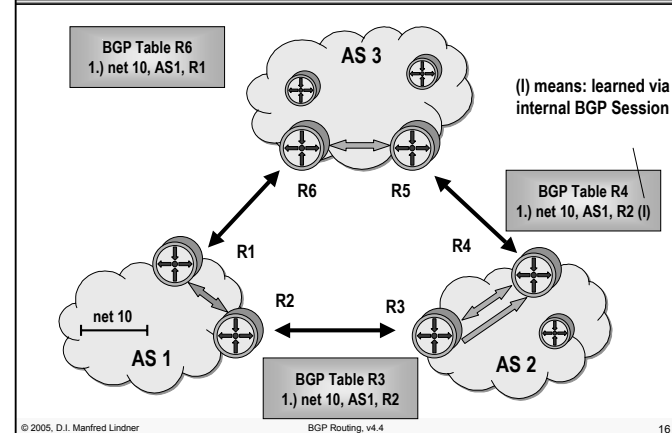 BGP Table R6
1.) net 10, AS1, R1
AS 3
(I) means: learned via
internal BGP Session
R6
R5
BGP Table R4
1.) net 10, AS1, R2 (I)
R1
R4
R2
R3
net 10
AS 1
AS 2
BGP Table R3
1.) net 10, AS1, R2
© 2005, D.I. Manfred Lindner
BGP Routing, v4.4
16